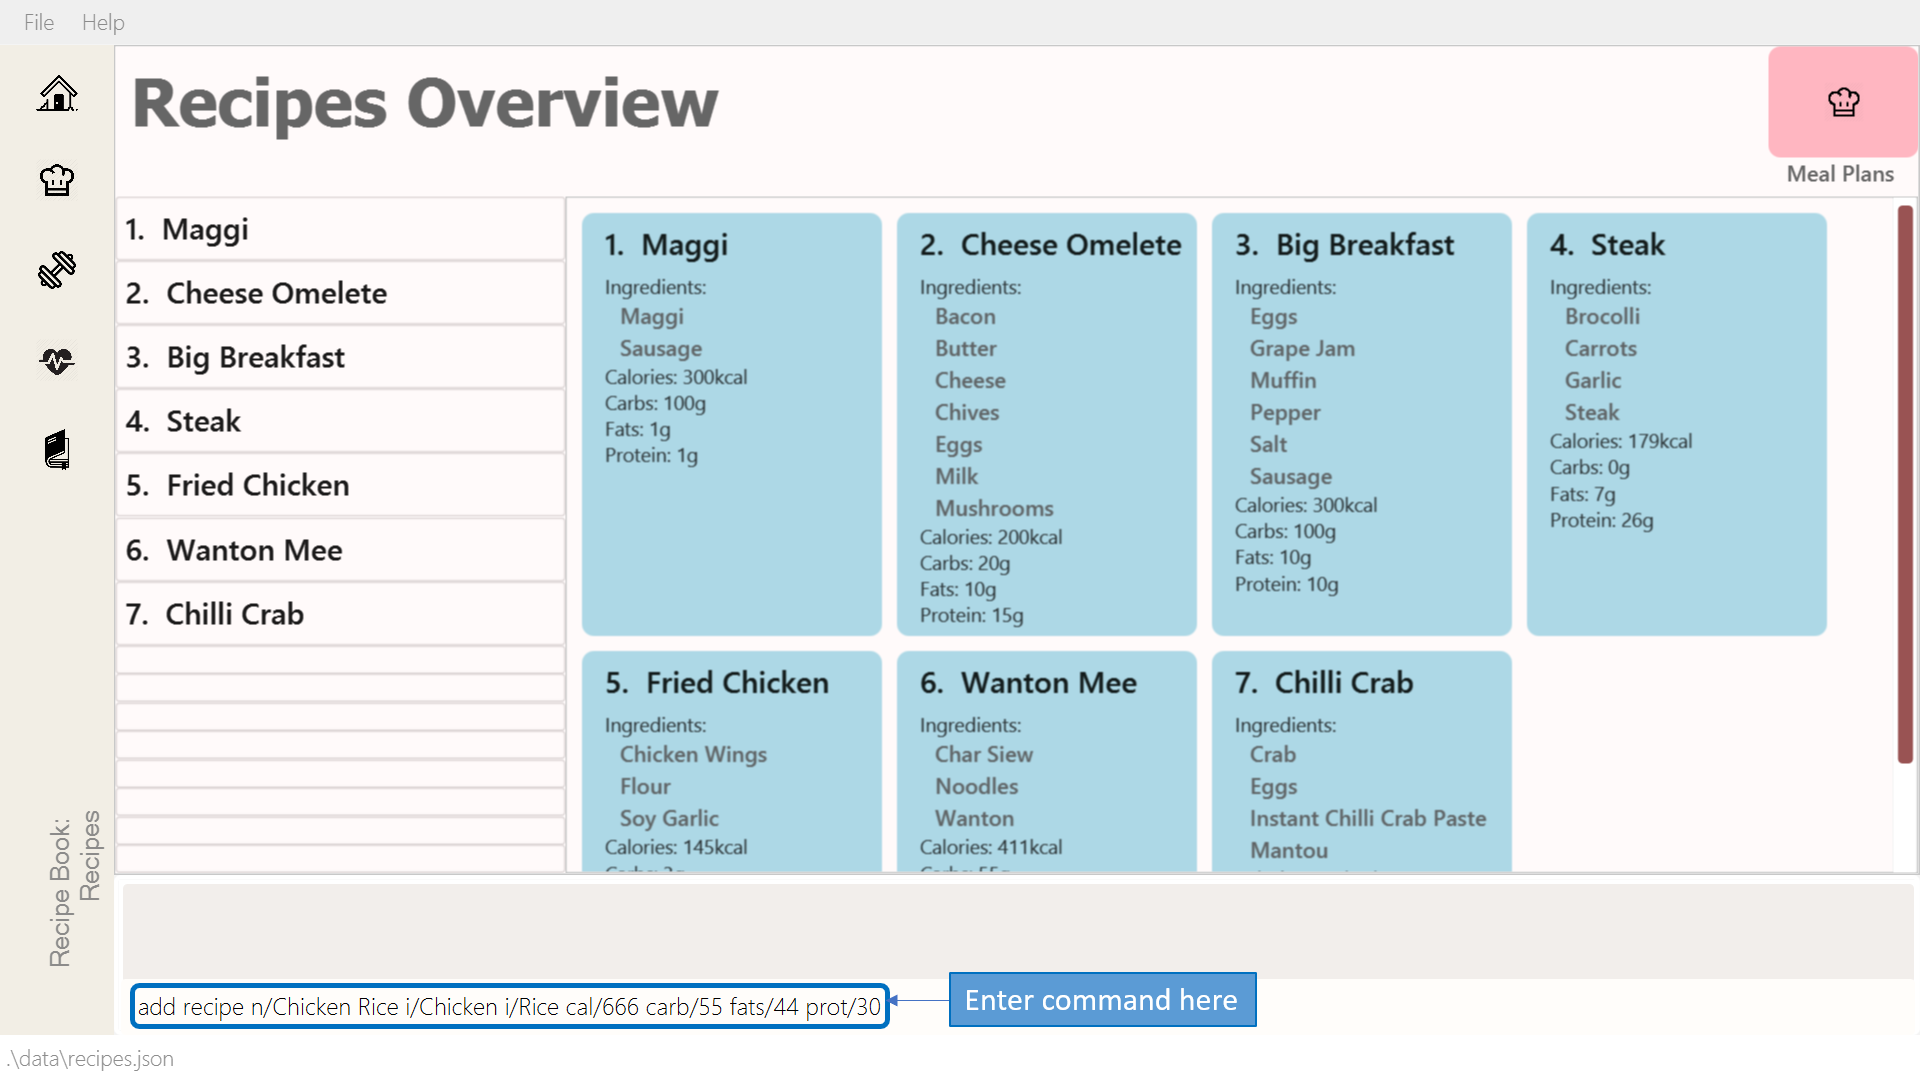 File Help
Recipes Overview
Meal Plans
1. Maggi
2. Cheese Omelete
3. Big Breakfast
4. Steak
5. Fried Chicken
6. Wanton Mee
7. Chilli Crab
1. Maggi
Ingredients:
Maggi
Sausage
Calories: 300kcal
Carbs: 100g
Fats: 1g
Protein: 1g
2. Cheese Omelete
Ingredients:
Bacon
Butter
Cheese
Chives
Eggs
Milk
Mushrooms
Calories: 200kcal
Carbs: 20g
Fats: 10g
Protein: 15g
3. Big Breakfast
Ingredients:
Eggs
Grape Jam
Muffin
Pepper
Salt
Sausage
Calories: 300kcal
Carbs: 100g
Fats: 10g
Protein: 10g
4. Steak
Ingredients:
Brocolli
Carrots
Garlic
Steak
Calories: 179kcal
Carbs: 0g
Fats: 7g
Protein: 26g
5. Fried Chicken
Ingredients:
Chicken Wings
Flour
Soy Garlic
Calories: 145kcal
6. Wanton Mee
Ingredients:
Char Siew
Noodles
Wanton
Calories: 411kcal
7. Chilli Crab
Ingredients:
Crab
Eggs
Instant Chilli Crab Paste
Mantou
Recipe Book:
Recipes
add recipe n/Chicken Rice i/Chicken i/Rice cal/666 carb/55 fats/44 prot/30
Enter command here
.\data\recipes.json